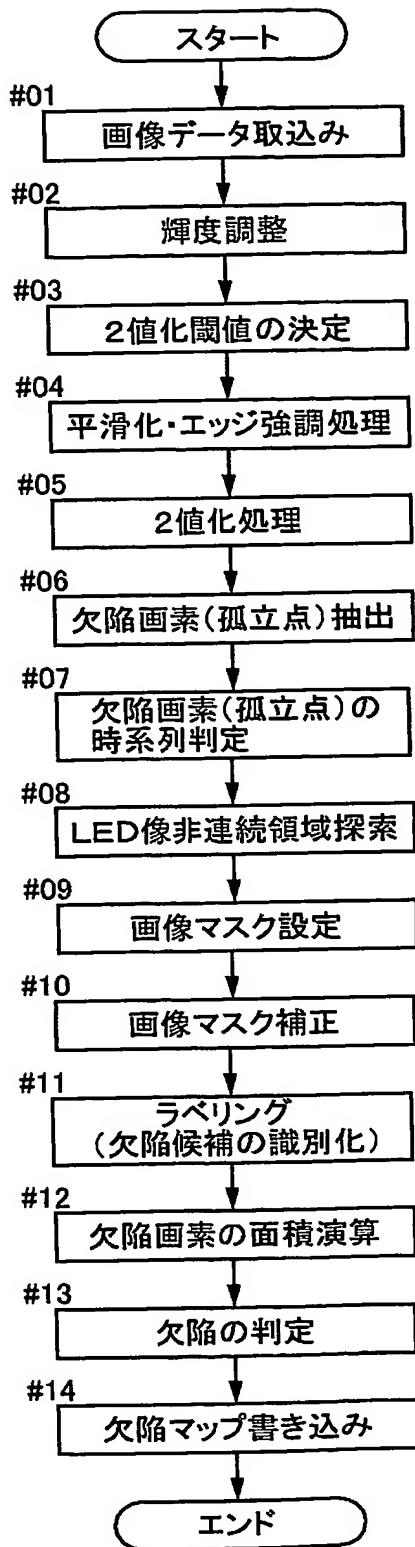 スタート
#01
画像データ取込み
#02
輝度調整
#03
2値化閾値の決定
#04
平滑化・エッジ強調処理
#05
2値化処理
#06
欠陥画素(孤立点)抽出
#07
欠陥画素(孤立点)の
時系列判定
#08
LED像非連続領域探索
#09
画像マスク設定
#10
画像マスク補正
#11
ラベリング
(欠陥候補の識別化)
#12
欠陥画素の面積演算
#13
欠陥の判定
#14
欠陥マップ書き込み
エンド